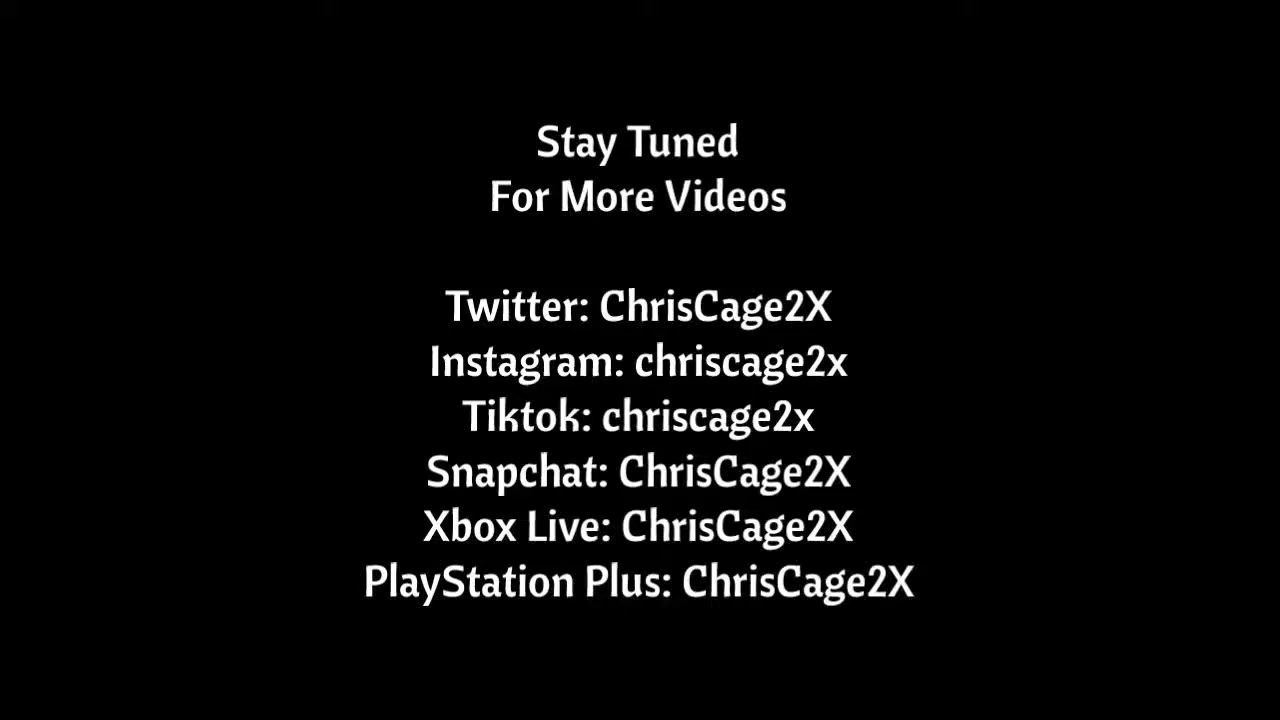 Stay Tuned
For More Videos
Twitter: ChrisCage2X
Instagram: chriscage2x
Tiktok: chriscage2x
Snapchat: ChrisCage2X
Xbox Live: ChrisCage2X
PlayStation Plus: ChrisCage2X